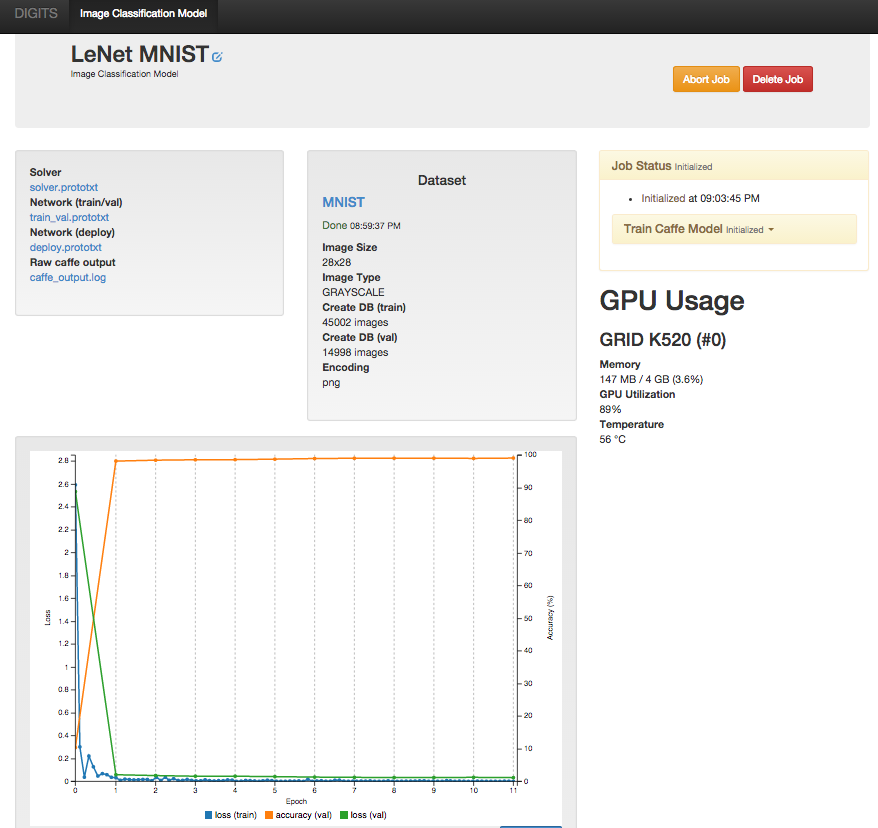 DIGITS Image Classification Model
LeNet MNIST
Image Classification Model
Abort Job Delete Job
Solver
solver.prototxt
Network (train/val)
train_val.prototxt
Network (deploy)
deploy.prototxt
Raw caffe output
caffe_output.log
Dataset
MNIST
Done 08:59:37 PM
Image Size
28x28
Image Type
GRAYSCALE
Create DB (train)
45002 images
Create DB (val)
14998 images
Encoding
png
Job Status Initialized
• Initialized at 09:03:45 PM
Train Caffe Model Initialized
GPU Usage
GRID K520 (#0)
Memory
147 MB / 4 GB (3.6%)
GPU Utilization
89%
Temperature
56 °C
Loss
2.8
2.6
2.4
2.2
2
1.8
1.6
1.4
1.2
1
0.8
0.6
0.4
0.2
0
100
90
80
70
60
50
40
30
20
10
0
Accuracy (%)
0 1 2 3 4 5 6 7 8 9 10 11
Epoch
loss (train) accuracy (val) loss (val)